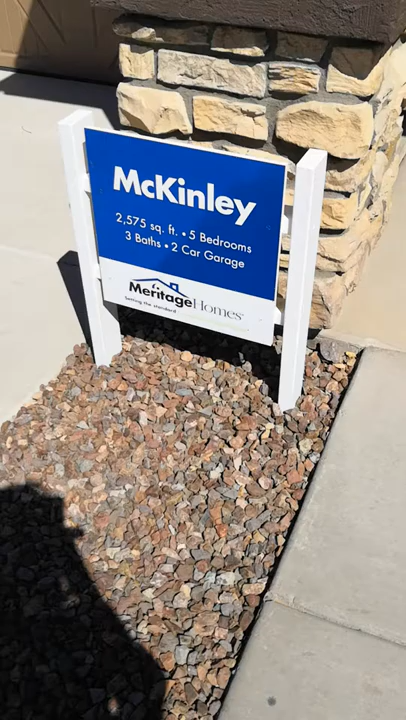 McKinley
2,575 sq. ft. • 5 Bedrooms
3 Baths • 2 Car Garage
MeritageHomes®
Setting the standard